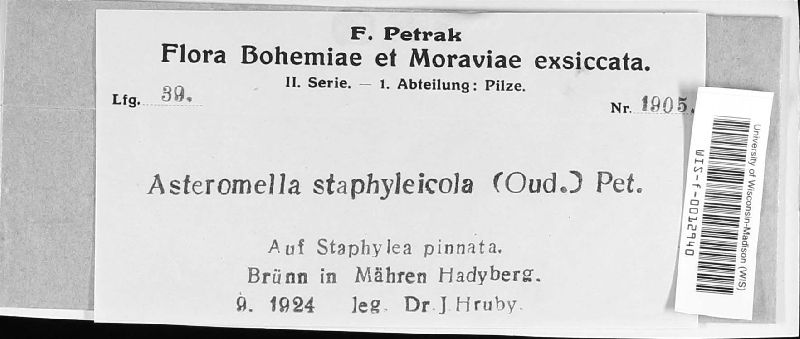 F. Petrak
Flora Bohemiae et Moraviae exsiccata.
II. Serie. — 1. Abteilung: Pilze.
Lfg. 39.
Nr. 1905.
Asteromella staphyleicola (Oud.) Pet.
Auf Staphylea pinnata.
Brünn in Mähren Hadyberg.
9. 1924 leg. Dr. J. Hruby.
University of Wisconsin-Madison (WIS)
WIS-f-0012940